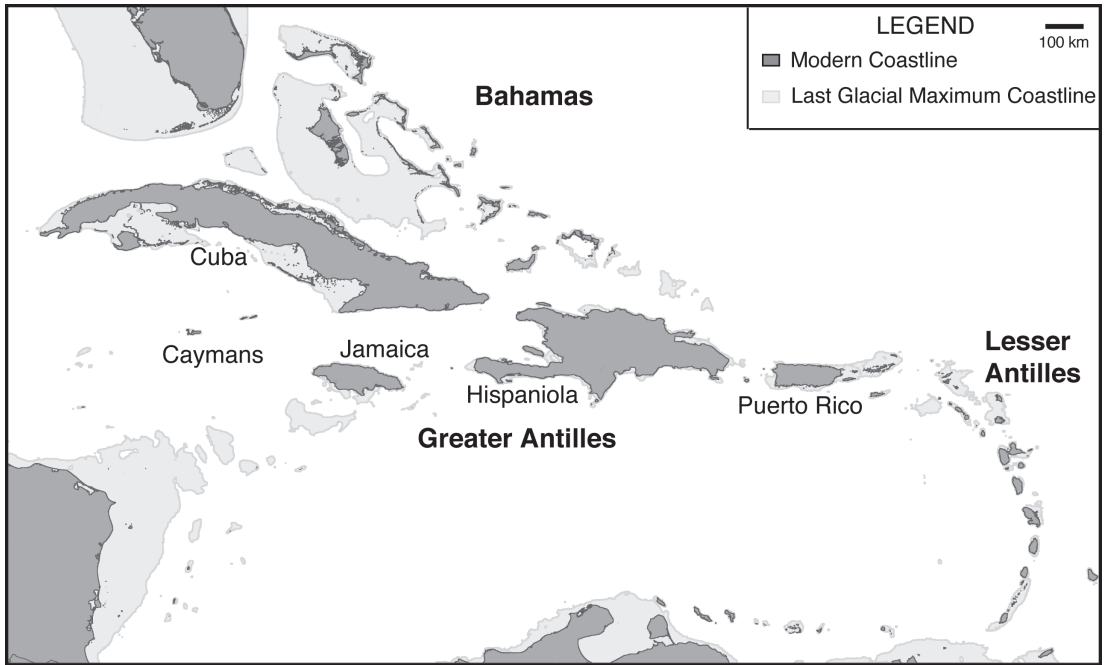 LEGEND
100 km
Modern Coastline
Last Glacial Maximum Coastline
Bahamas
Cuba
Caymans
Jamaica
Hispaniola
Puerto Rico
Lesser
Antilles
Greater Antilles